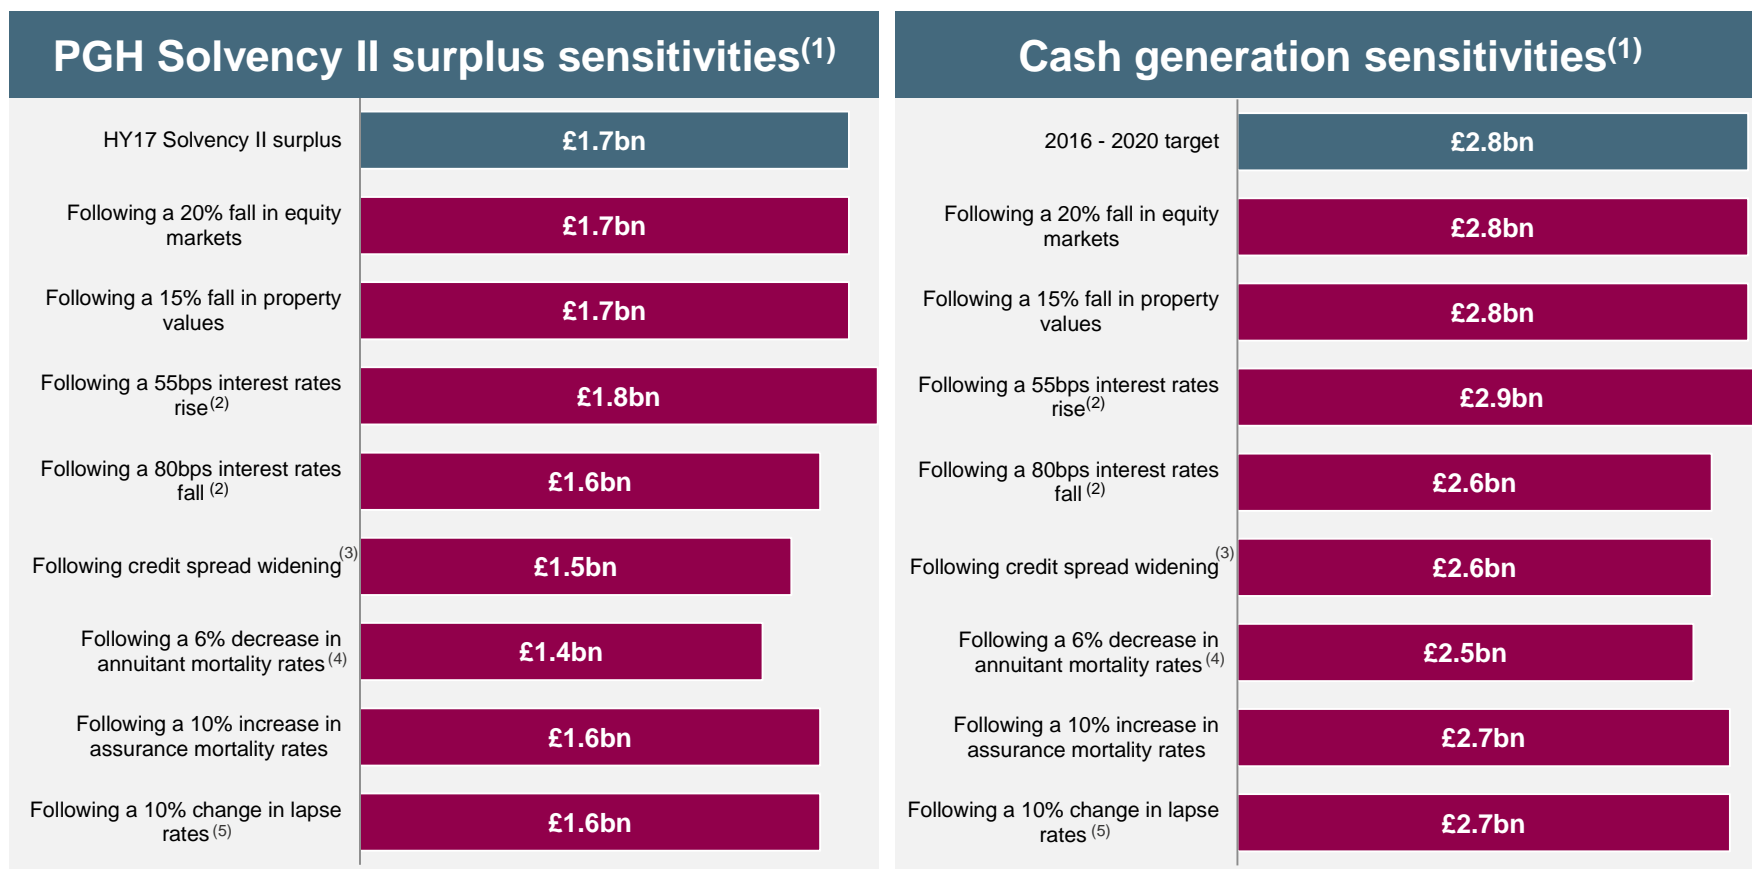 PGH Solvency II surplus sensitivities(1)
HY17 Solvency II surplus
£1.7bn
Following a 20% fall in equity
markets
£1.7bn
Following a 15% fall in property
values
£1.7bn
Following a 55bps interest rates
rise(2)
£1.8bn
Following a 80bps interest rates
fall (2)
£1.6bn
Following credit spread widening(3)
£1.5bn
Following a 6% decrease in
annuitant mortality rates (4)
£1.4bn
Following a 10% increase in
assurance mortality rates
£1.6bn
Following a 10% change in lapse
rates (5)
£1.6bn
Cash generation sensitivities(1)
2016 - 2020 target
£2.8bn
Following a 20% fall in equity
markets
£2.8bn
Following a 15% fall in property
values
£2.8bn
Following a 55bps interest rates
rise(2)
£2.9bn
Following a 80bps interest rates
fall (2)
£2.6bn
Following credit spread widening(3)
£2.6bn
Following a 6% decrease in
annuitant mortality rates (4)
£2.5bn
Following a 10% increase in
assurance mortality rates
£2.7bn
Following a 10% change in lapse
rates (5)
£2.7bn